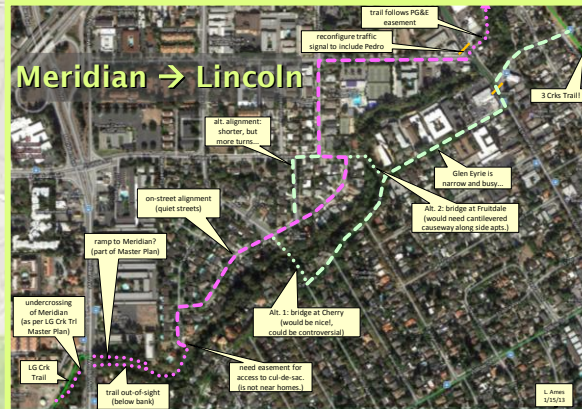 trail follows PG&E
easement
reconfigure traffic
signal to include Pedro
Meridian → Lincoln
3 Crks Trail!
alt. alignment:
shorter, but
more turns...
Glen Eyrie is
narrow and busy...
on-street alignment
(quiet streets)
Alt. 2: bridge at Fruitdale
(would need cantilevered
causeway along side apts.)
ramp to Meridian?
(part of Master Plan)
undercrossing
of Meridian
(as per LG Crk Trl
Master Plan)
Alt. 1: bridge at Cherry
(would be nice!,
could be controversial)
LG Crk
Trail
trail out-of-sight
(below bank)
need easement for
access to cul-de-sac.
(is not near homes.)
L. Ames
1/15/13